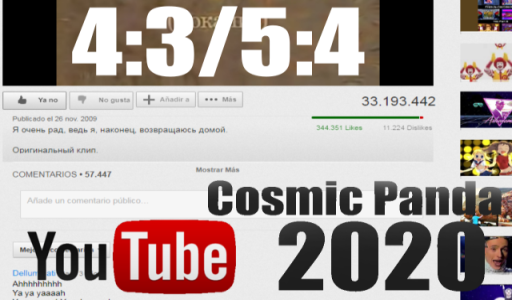 4:3/5:4
Ya no
No gusta
Añadir a
Más
33.193.442
Publicado el 26 nov. 2009
344.351 Likes
11.224 Dislikes
Я очень рад, ведь я, наконец, возвращаюсь домой.
Оригинальный клип.
Mostrar Más
COMENTARIOS • 57.447
Añade un comentario público...
Cosmic Panda
YouTube
2020
Ahhhhhhhhh
Ya ya yaaaah